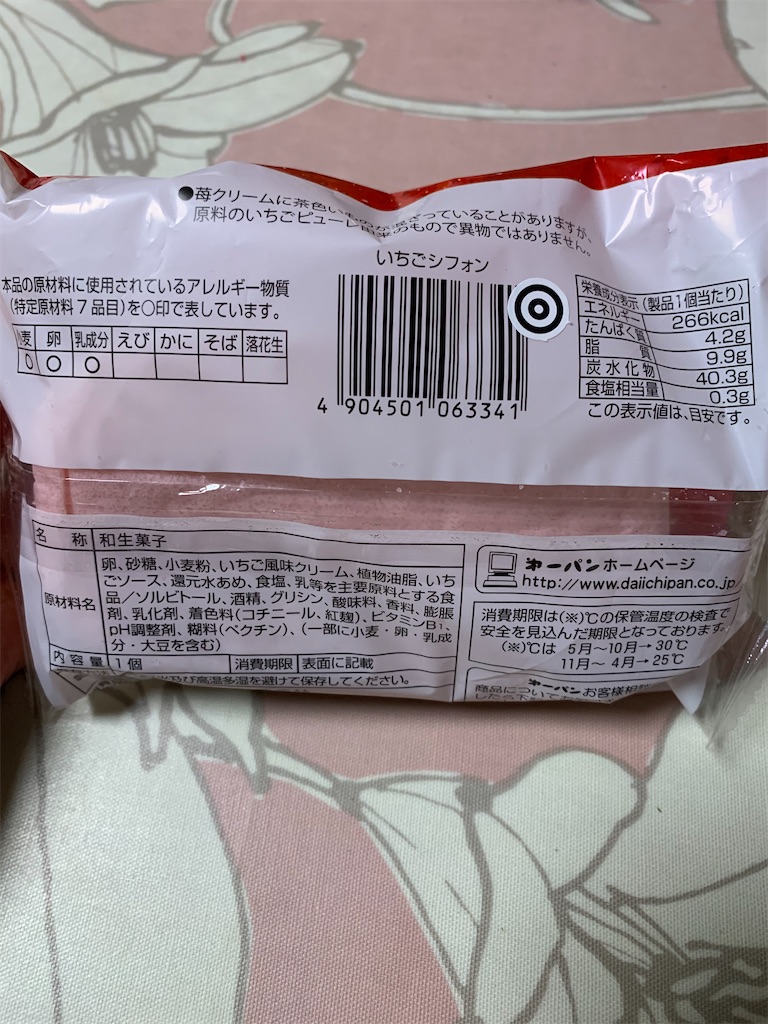 ●苺クリームに茶色い ざっていることがありますが、
原料のいちごピューレ のもので異物ではありません。
いちごシフォン
本品の原材料に使用されているアレルギー物質
(特定原材料7品目)を〇印で表しています。
麦 卵 乳成分 えび かに そば 落花生
〇 〇 〇
4 904501 063341
栄養成分表示(製品1個当たり)
エネルギー 266kcal
たんぱく質 4.2g
脂質 9.9g
炭水化物 40.3g
食塩相当量 0.3g
この表示値は、目安です。
名称 和生菓子
原材料名 卵、砂糖、小麦粉、いちご風味クリーム、植物油脂、いち
ごソース、還元水あめ、食塩、乳等を主要原料とする食
品/ソルビトール、酒精、グリシン、酸味料、香料、膨脹
剤、乳化剤、着色料(コチニール、紅麹)、ビタミンB1、
pH調整剤、糊料(ペクチン)、(一部に小麦・卵・乳成
分・大豆を含む)
内容量 1個 消費期限 表面に記載
及び高温多湿を避けて保存してください。
第一パンホームページ
http://www.daiichipan.co.jp
消費期限は(※)℃の保管温度の検査で
安全を見込んだ期限となっております。
(※)℃は 5月～10月→30℃
11月～4月→25℃
第一パンお客様相談
商品について